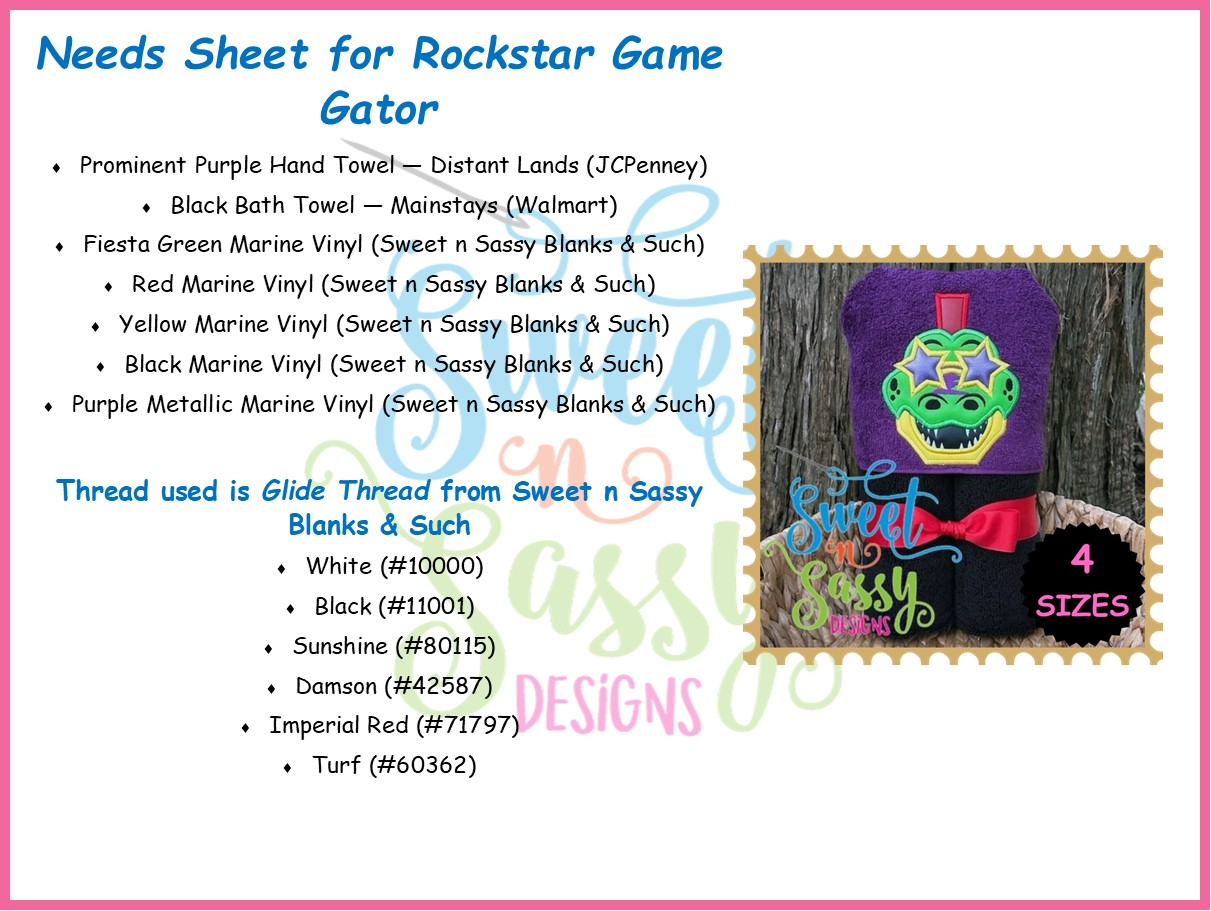 Needs Sheet for Rockstar Game
Gator
♦ Prominent Purple Hand Towel — Distant Lands (JCPenney)
♦ Black Bath Towel — Mainstays (Walmart)
♦ Fiesta Green Marine Vinyl (Sweet n Sassy Blanks & Such)
♦ Red Marine Vinyl (Sweet n Sassy Blanks & Such)
♦ Yellow Marine Vinyl (Sweet n Sassy Blanks & Such)
♦ Black Marine Vinyl (Sweet n Sassy Blanks & Such)
♦ Purple Metallic Marine Vinyl (Sweet n Sassy Blanks & Such)
Thread used is Glide Thread from Sweet n Sassy
Blanks & Such
♦ White (#10000)
♦ Black (#11001)
♦ Sunshine (#80115)
♦ Damson (#42587)
♦ Imperial Red (#71797)
♦ Turf (#60362)
Sweet
n
Sassy
DESIGNS
Sweet
n
Sassy
DESIGNS
4
SIZES